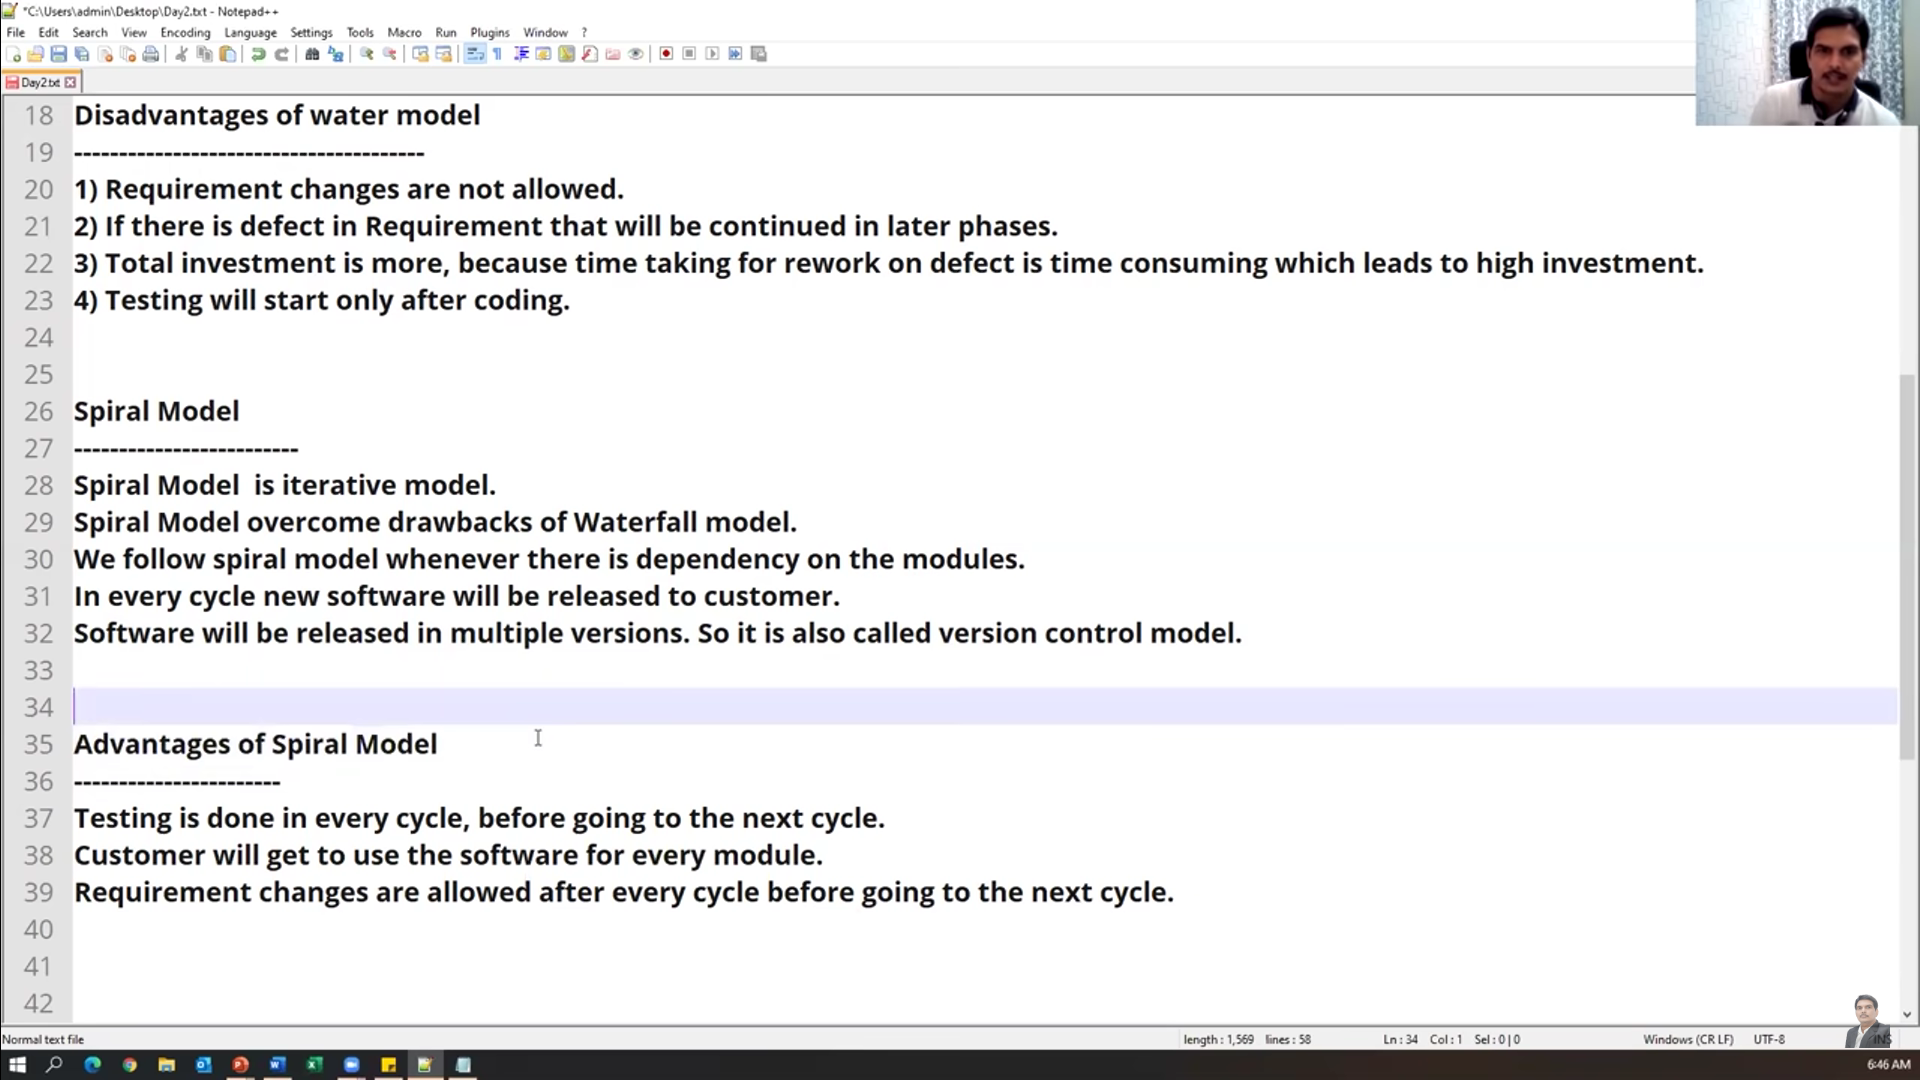 *C:\Users\admin\Desktop\Day2.txt - Notepad++
File Edit Search View Encoding Language Settings Tools Macro Run Plugins Window ?
Day2.txt
18 Disadvantages of water model
19 ---------------------------------------
20 1) Requirement changes are not allowed.
21 2) If there is defect in Requirement that will be continued in later phases.
22 3) Total investment is more, because time taking for rework on defect is time consuming which leads to high investment.
23 4) Testing will start only after coding.
24
25
26 Spiral Model
27 -------------------------
28 Spiral Model  is iterative model.
29 Spiral Model overcome drawbacks of Waterfall model.
30 We follow spiral model whenever there is dependency on the modules.
31 In every cycle new software will be released to customer.
32 Software will be released in multiple versions. So it is also called version control model.
33
34
35 Advantages of Spiral Model
36 -----------------------
37 Testing is done in every cycle, before going to the next cycle.
38 Customer will get to use the software for every module.
39 Requirement changes are allowed after every cycle before going to the next cycle.
40
41
42
Normal text file length : 1,569 lines : 58 Ln : 34 Col : 1 Sel : 0 | 0 Windows (CR LF) UTF-8 INS
6:46 AM